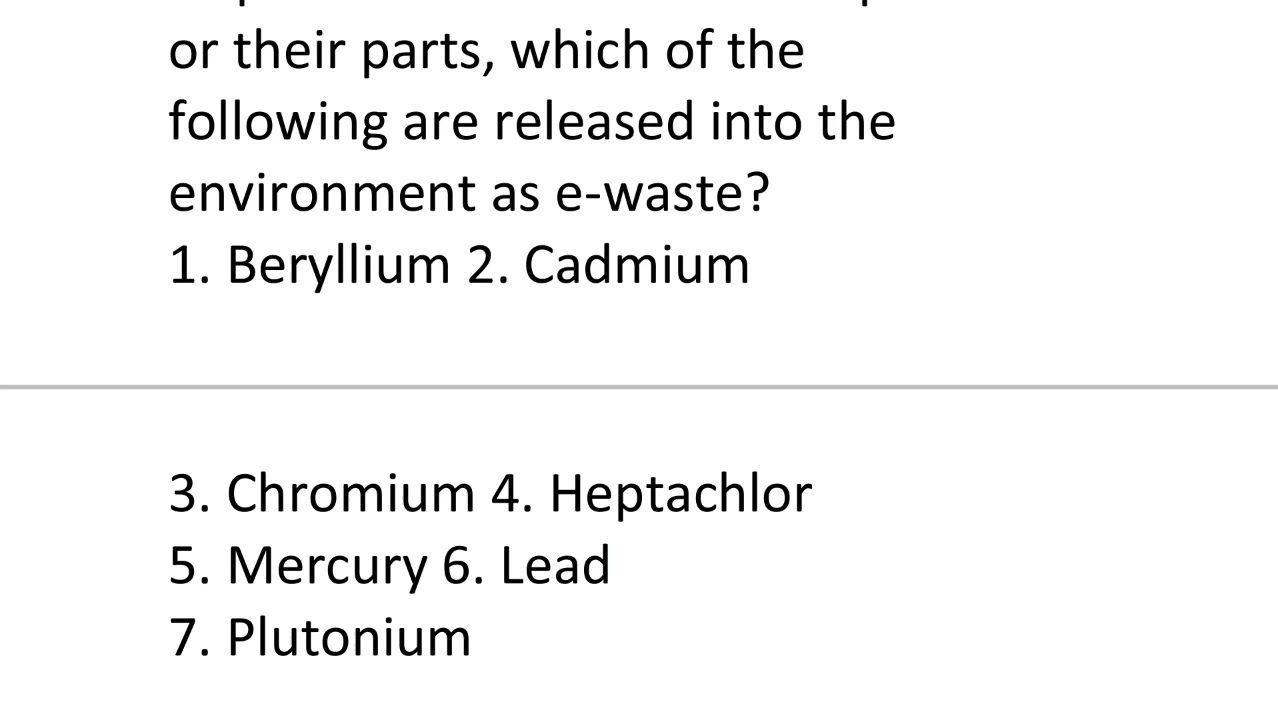 or their parts, which of the
following are released into the
environment as e-waste?
1. Beryllium 2. Cadmium
3. Chromium 4. Heptachlor
5. Mercury 6. Lead
7. Plutonium